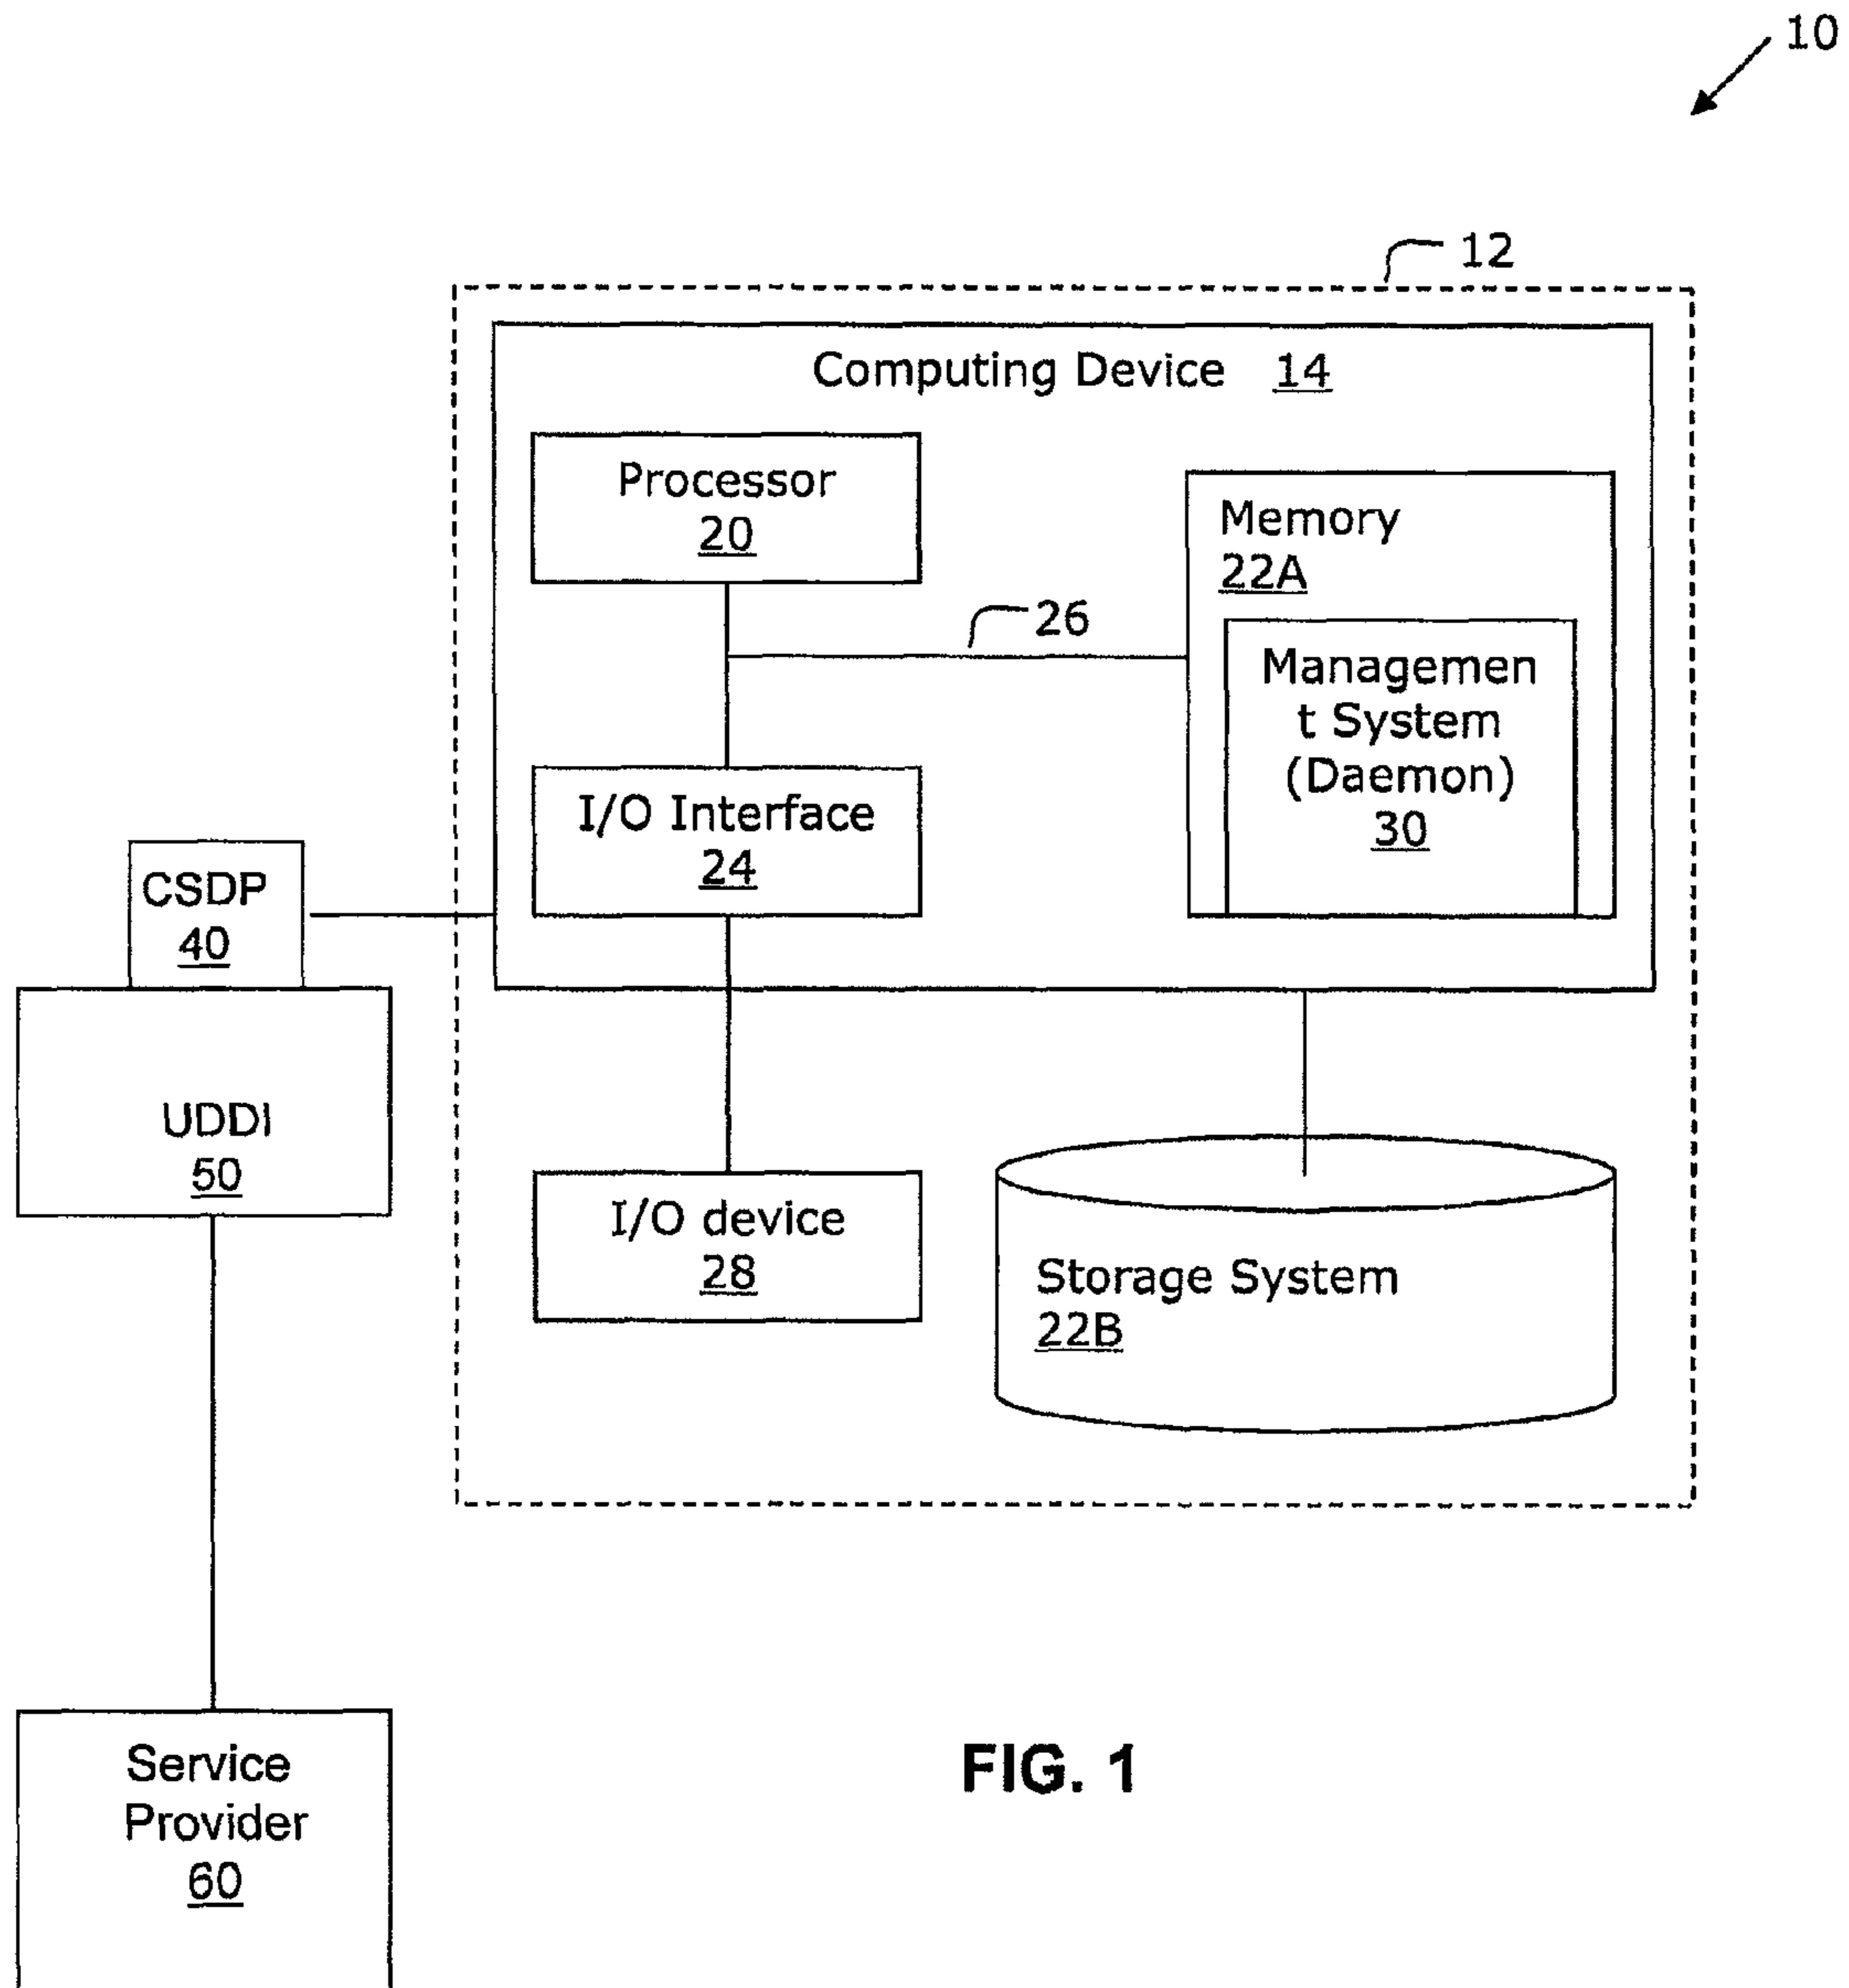 10
12
Computing Device 14
Processor
20
Memory
22A
26
Managemen
t System
(Daemon)
30
I/O Interface
24
CSDP
40
UDDI
50
I/O device
28
Storage System
22B
Service
Provider
60
FIG. 1